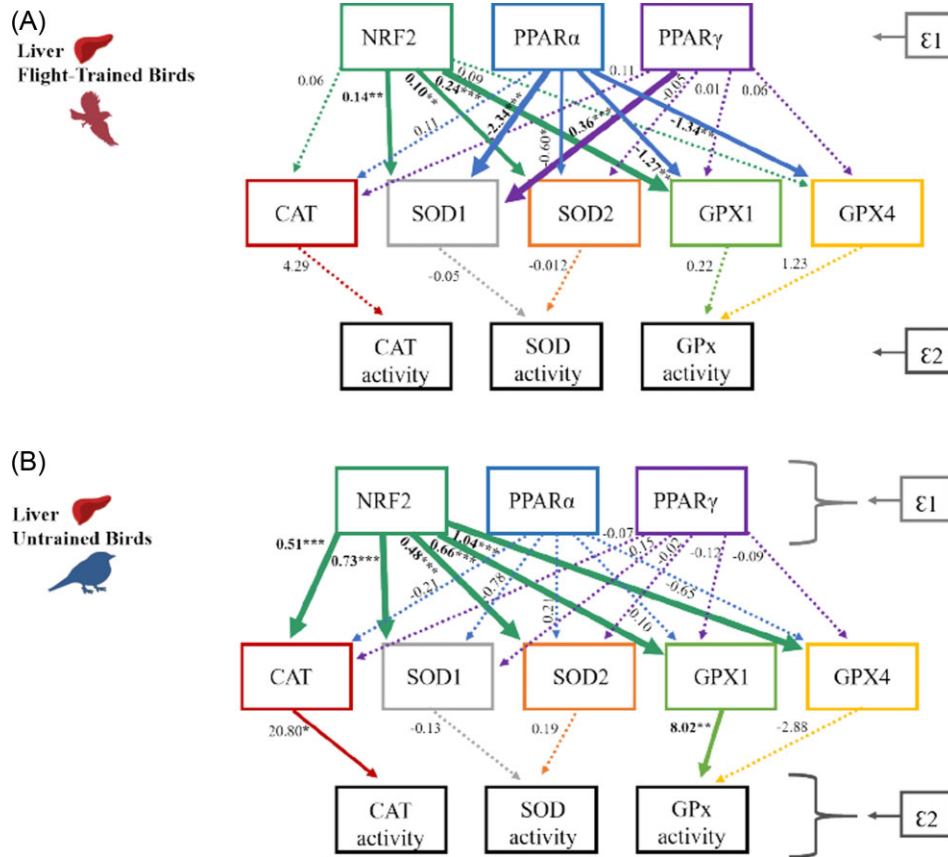 (A)
Liver
Flight-Trained Birds
NRF2
PPARα
PPARγ
ε1
0.06
0.14**
0.10**
0.24***
0.09
0.11
-2.34***
-0.60*
0.36***
-1.27**
0.11
-0.05
0.01
0.06
-1.34**
CAT
SOD1
SOD2
GPX1
GPX4
4.29
-0.05
-0.012
0.22
1.23
CAT
activity
SOD
activity
GPx
activity
ε2
(B)
Liver
Untrained Birds
NRF2
PPARα
PPARγ
ε1
0.51***
0.73***
0.48***
0.66***
1.04***
-0.21
-0.78
0.21
-0.10
-0.65
-0.07
-0.15
-0.02
-0.12
-0.09
CAT
SOD1
SOD2
GPX1
GPX4
20.80*
-0.13
0.19
8.02**
-2.88
CAT
activity
SOD
activity
GPx
activity
ε2